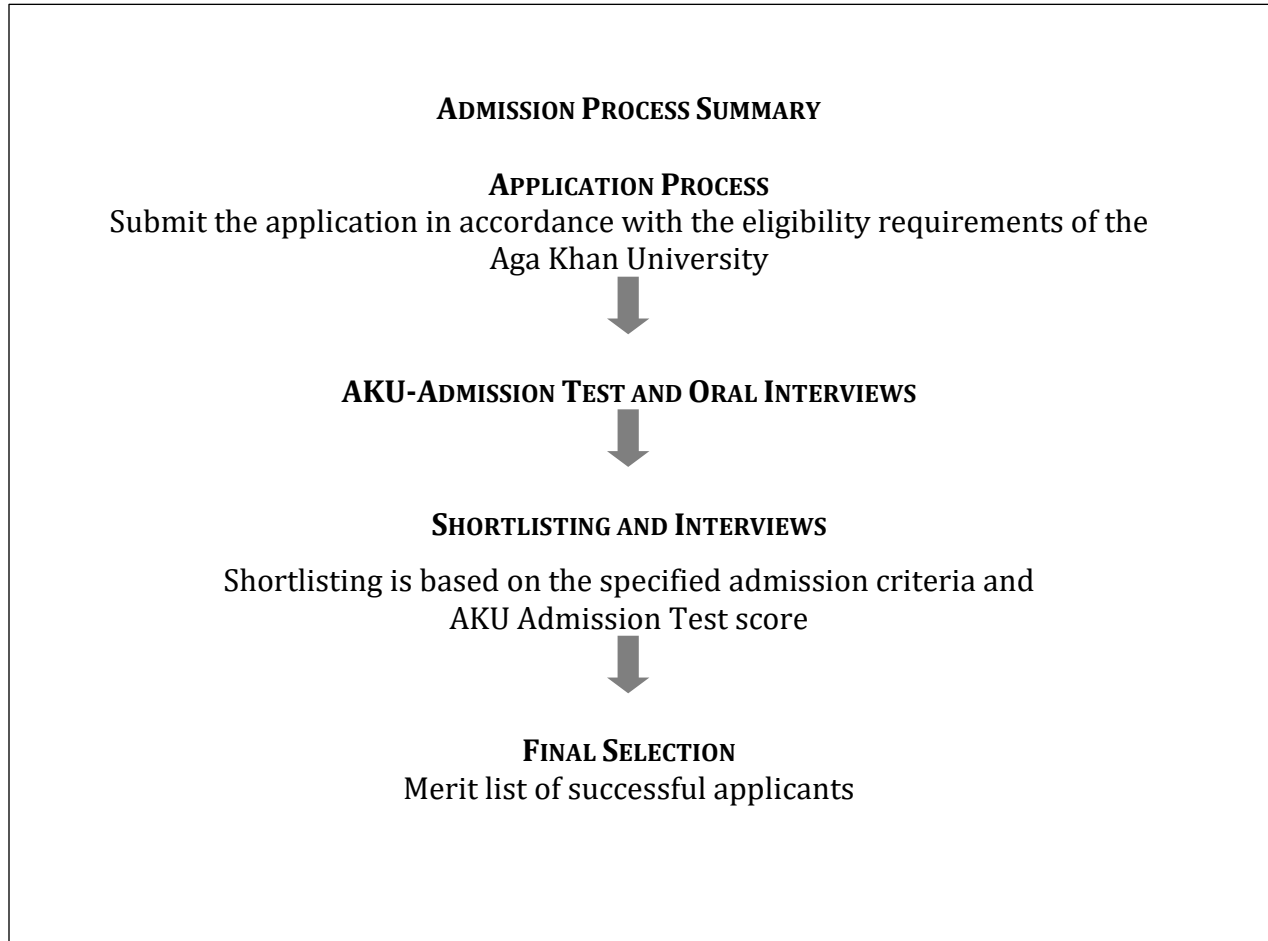 ADMISSION PROCESS SUMMARY
APPLICATION PROCESS
Submit the application in accordance with the eligibility requirements of the
Aga Khan University
AKU-ADMISSION TEST AND ORAL INTERVIEWS
SHORTLISTING AND INTERVIEWS
Shortlisting is based on the specified admission criteria and
AKU Admission Test score
FINAL SELECTION
Merit list of successful applicants